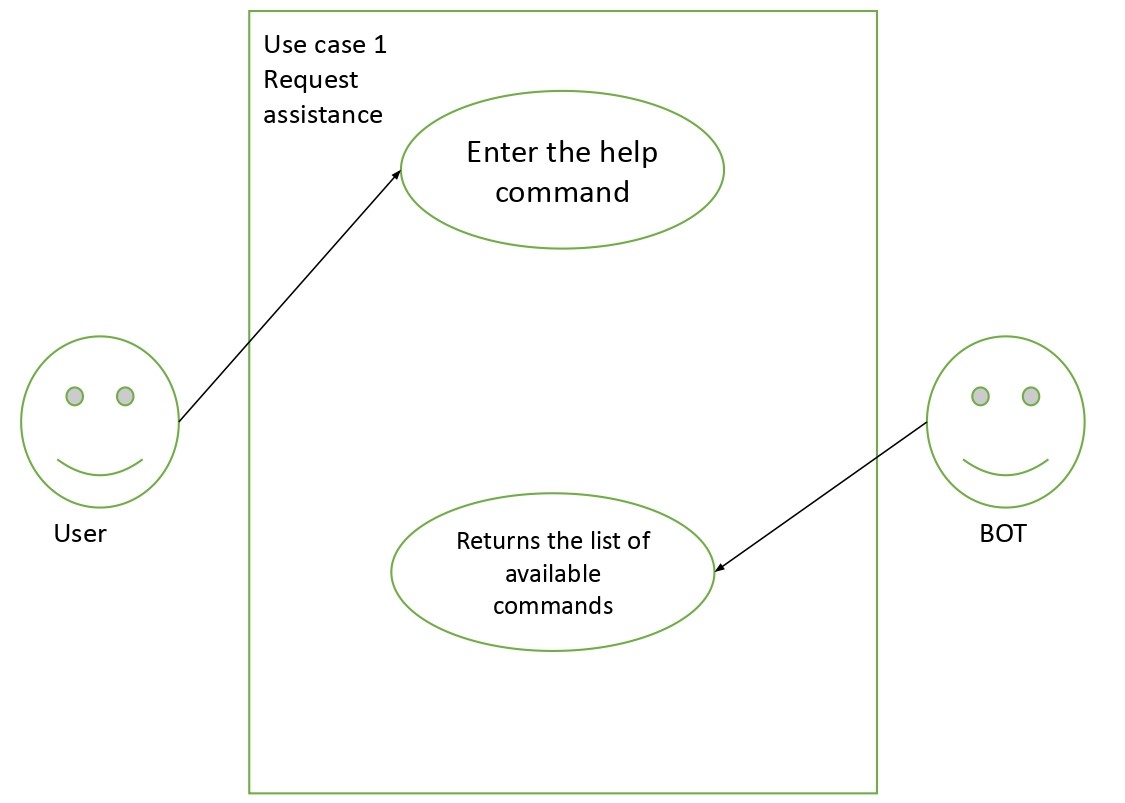 Use case 1
Request
assistance
Enter the help
command
User
BOT
Returns the list of
available
commands